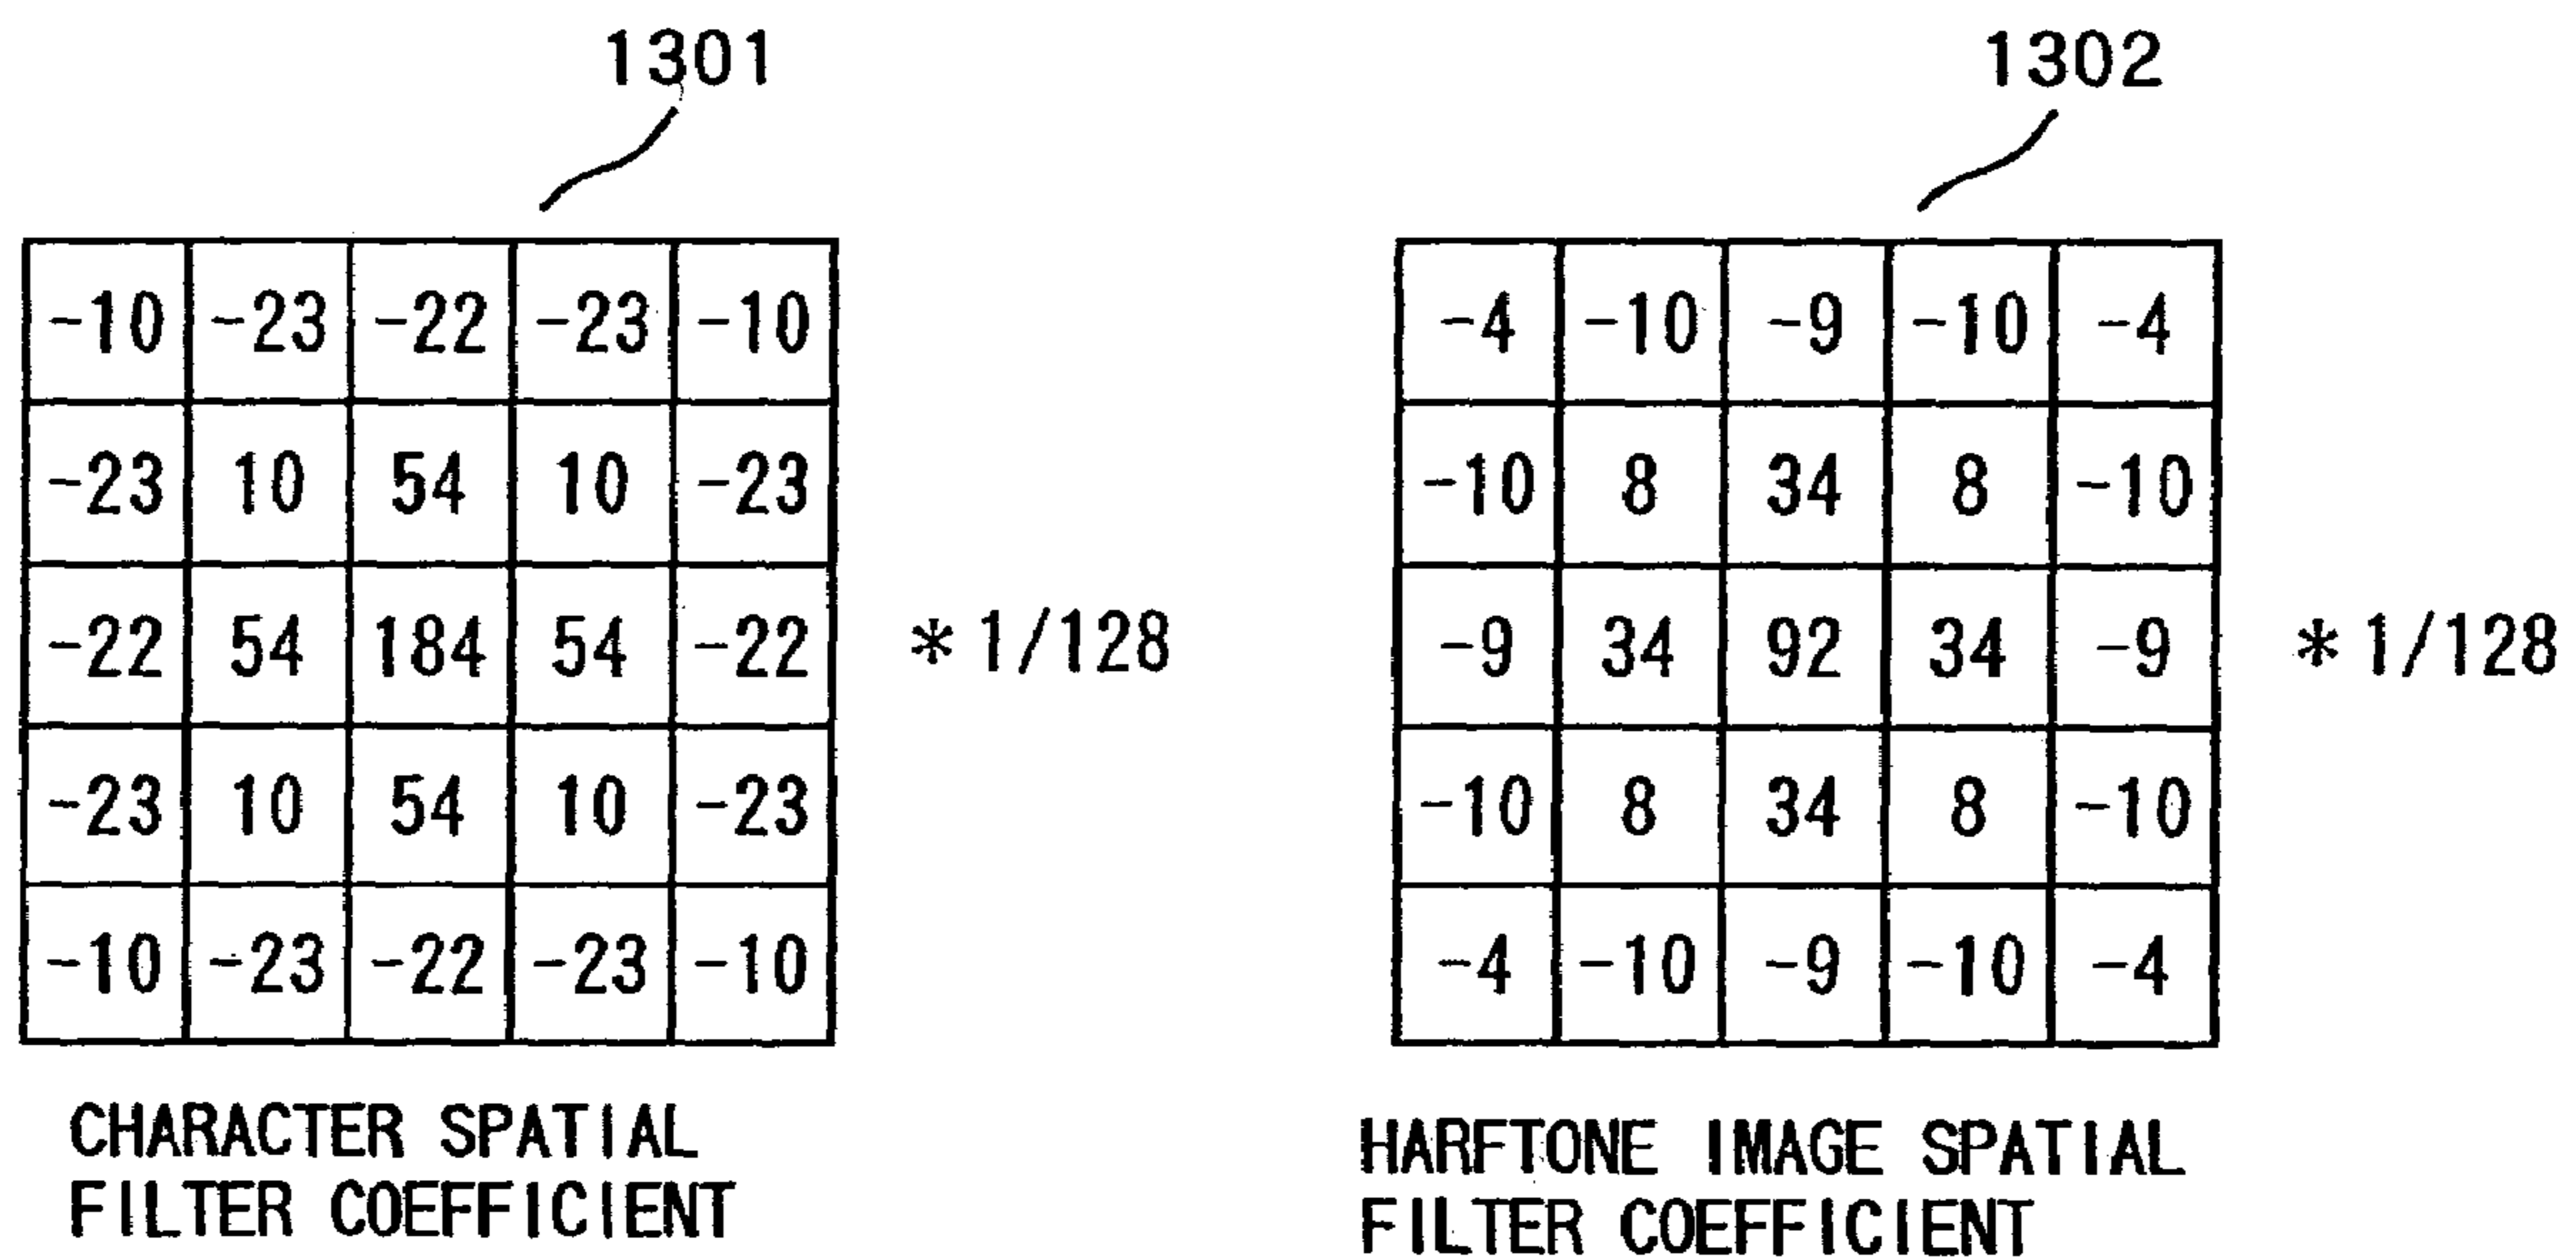 1301
-10 -23 -22 -23 -10
-23 10 54 10 -23
-22 54 184 54 -22
-23 10 54 10 -23
-10 -23 -22 -23 -10
*1/128
CHARACTER SPATIAL
FILTER COEFFICIENT
1302
-4 -10 -9 -10 -4
-10 8 34 8 -10
-9 34 92 34 -9
-10 8 34 8 -10
-4 -10 -9 -10 -4
*1/128
HARFTONE IMAGE SPATIAL
FILTER COEFFICIENT